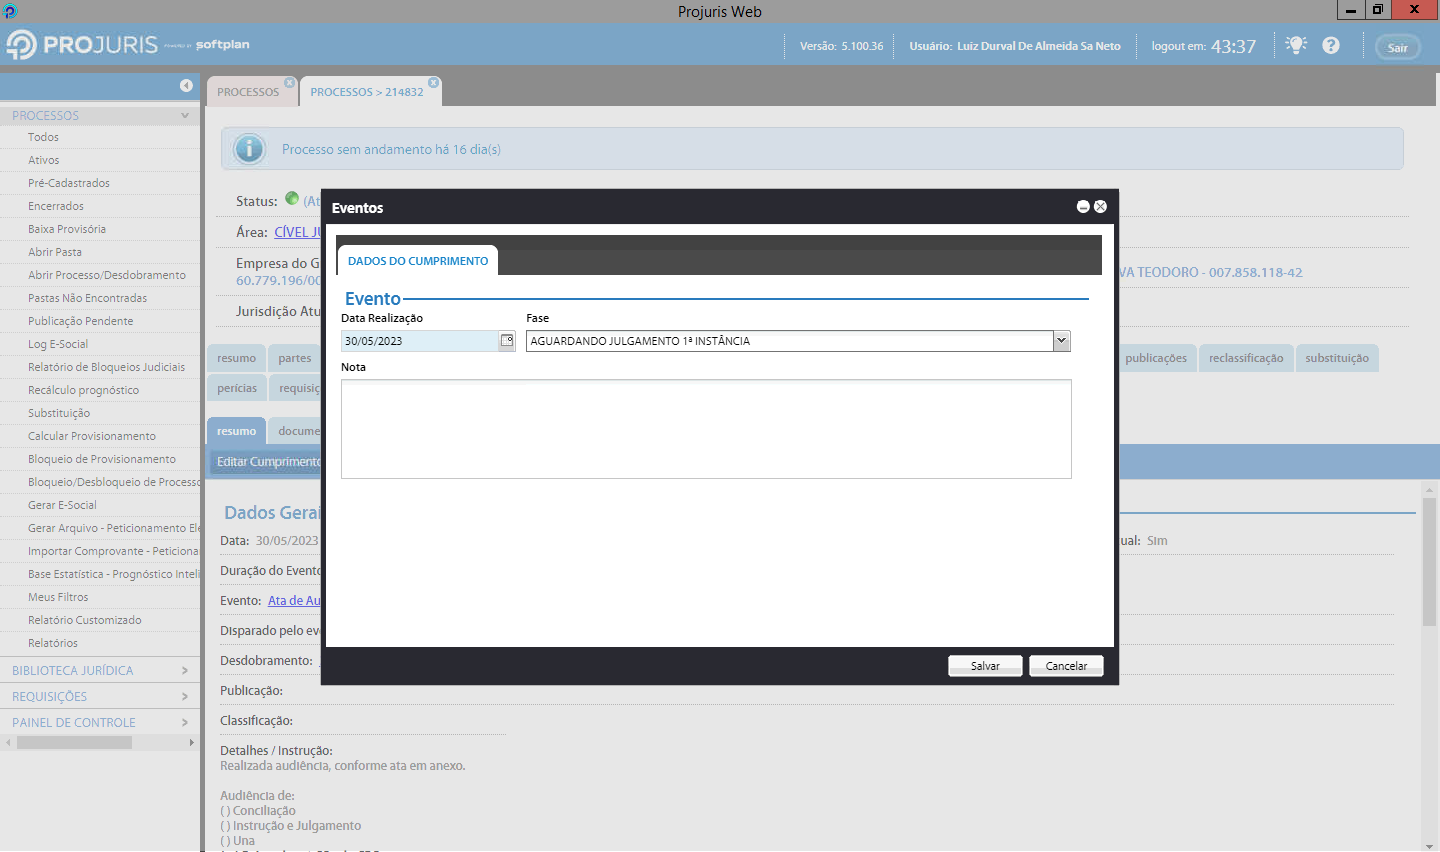 Projuris Web
PROJURIS POWERED BY softplan
Versão: 5.100.36
Usuário: Luiz Durval De Almeida Sa Neto
logout em: 43:37
Sair
PROCESSOS
Todos
Ativos
Pré-Cadastrados
Encerrados
Baixa Provisória
Abrir Pasta
Abrir Processo/Desdobramento
Pastas Não Encontradas
Publicação Pendente
Log E-Social
Relatório de Bloqueios Judiciais
Recálculo prognóstico
Substituição
Calcular Provisionamento
Bloqueio de Provisionamento
Bloqueio/Desbloqueio de Processo
Gerar E-Social
Gerar Arquivo - Peticionamento Ele
Importar Comprovante - Peticiona
Base Estatística - Prognóstico Inteli
Meus Filtros
Relatório Customizado
Relatórios
BIBLIOTECA JURÍDICA
REQUISIÇÕES
PAINEL DE CONTROLE
PROCESSOS
PROCESSOS > 214832
Processo sem andamento há 16 dia(s)
Status: (At
Área: CÍVEL JU
Empresa do G
60.779.196/00
VA TEODORO - 007.858.118-42
Jurisdição Atu
resumo
partes
publicações
reclassificação
substituição
perícias
requisiç
resumo
docume
Editar Cumprimento
Dados Gerai
Data: 30/05/2023
ual: Sim
Duração do Evento
Evento: Ata de Au
Disparado pelo eve
Desdobramento:
Publicação:
Classificação:
Detalhes / Instrução:
Realizada audiência, conforme ata em anexo.
Audiência de:
( ) Conciliação
( ) Instrução e Julgamento
( ) Una
Eventos
DADOS DO CUMPRIMENTO
Evento
Data Realização
Fase
30/05/2023
AGUARDANDO JULGAMENTO 1ª INSTÂNCIA
Nota
Salvar
Cancelar